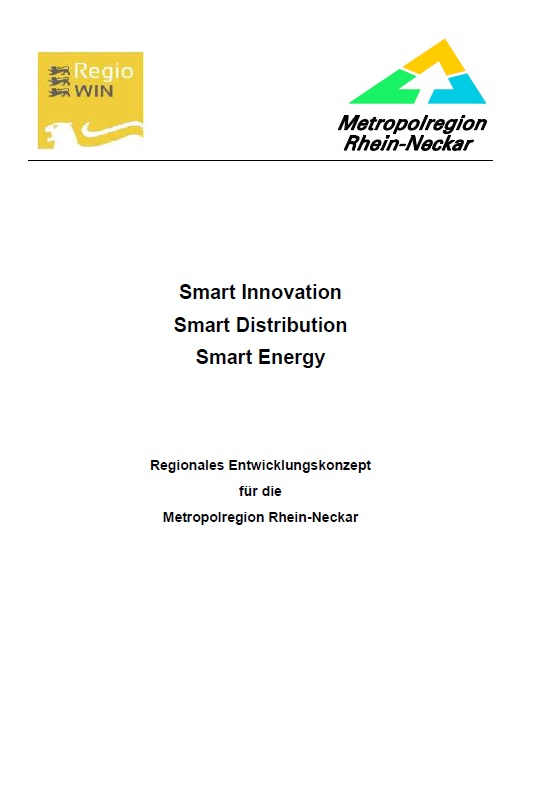 Regio
WIN
Metropolregion
Rhein-Neckar
Smart Innovation
Smart Distribution
Smart Energy
Regionales Entwicklungskonzept
für die
Metropolregion Rhein-Neckar